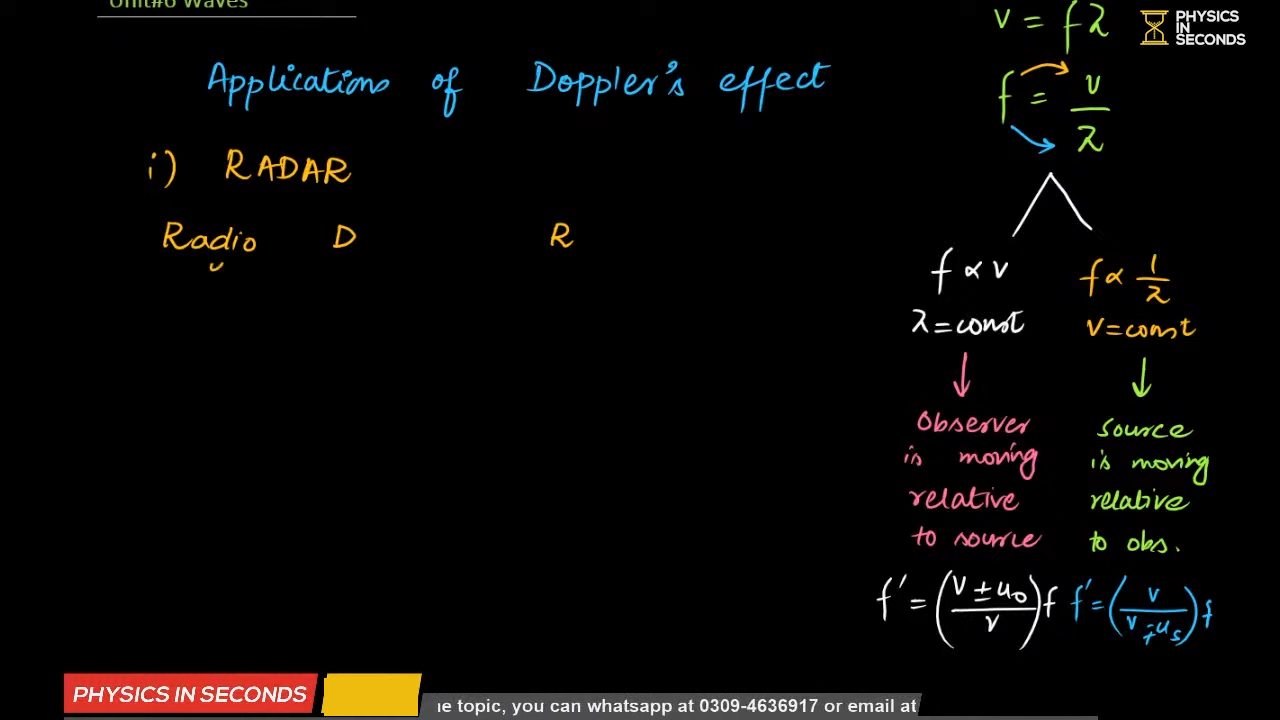 Unit#6 Waves
Applications of Doppler's effect
i) RADAR
Radio D R
v = fλ
f = v/λ
f ∝ v
λ = const
Observer
is moving
relative
to source
f' = (v ± u₀ / v) f
f ∝ 1/λ
v = const
source
is moving
relative
to obs.
f' = (v / v ∓ uₛ) f
PHYSICS
IN
SECONDS
PHYSICS IN SECONDS
topic, you can whatsapp at 0309-4636917 or email at